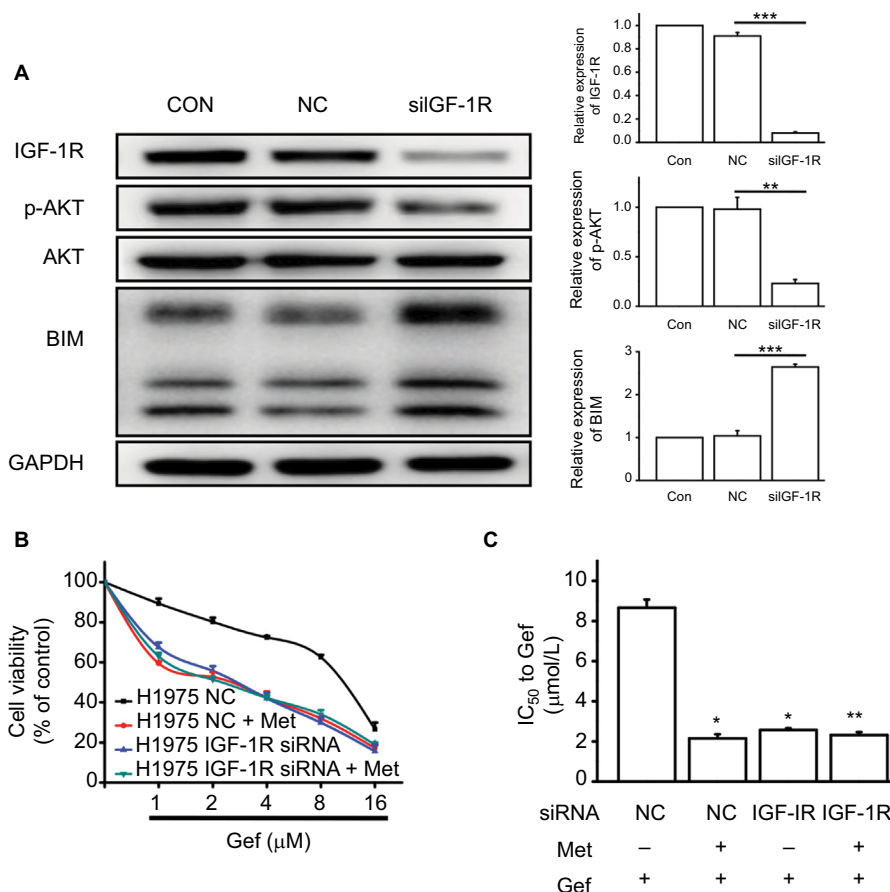 A
CON NC siIGF-1R
IGF-1R
p-AKT
AKT
BIM
GAPDH
Relative expression
of IGF-1R
1.0
0.8
0.6
0.4
0.2
0.0
***
Con NC siIGF-1R
Relative expression
of p-AKT
1.0
0.5
0.0
**
Con NC siIGF-1R
Relative expression
of BIM
3
2
1
0
***
Con NC siIGF-1R
B
Cell viability
(% of control)
100
80
60
40
20
0
H1975 NC
H1975 NC + Met
H1975 IGF-1R siRNA
H1975 IGF-1R siRNA + Met
1 2 4 8 16
Gef (μM)
C
IC50 to Gef
(μmol/L)
10
8
6
4
2
0
* * **
siRNA NC NC IGF-IR IGF-1R
Met – + – +
Gef + + + +